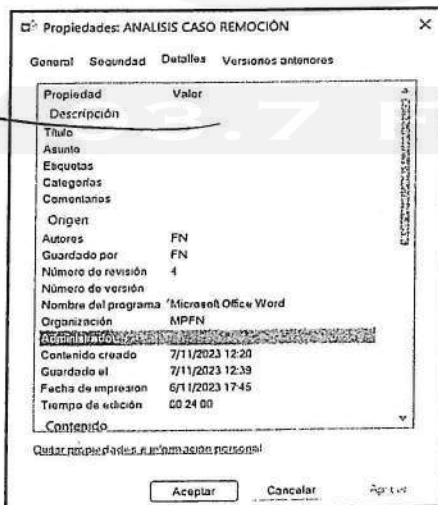 Propiedades: ANALISIS CASO REMOCIÓN
General Seguridad Detalles Versiones anteriores
Propiedad Valor
Descripción
Título
Asunto
Etiquetas
Categorías
Comentarios
Origen
Autores FN
Guardado por FN
Número de revisión 4
Número de versión
Nombre del programa Microsoft Office Word
Organización MPFN
Administrador
Contenido creado 7/11/2023 12:20
Guardado el 7/11/2023 12:39
Fecha de impresión 6/11/2023 17:45
Tiempo de edición 00:24:00
Contenido
Quitar propiedades e información personal
Aceptar Cancelar Aplicar
93.7 F